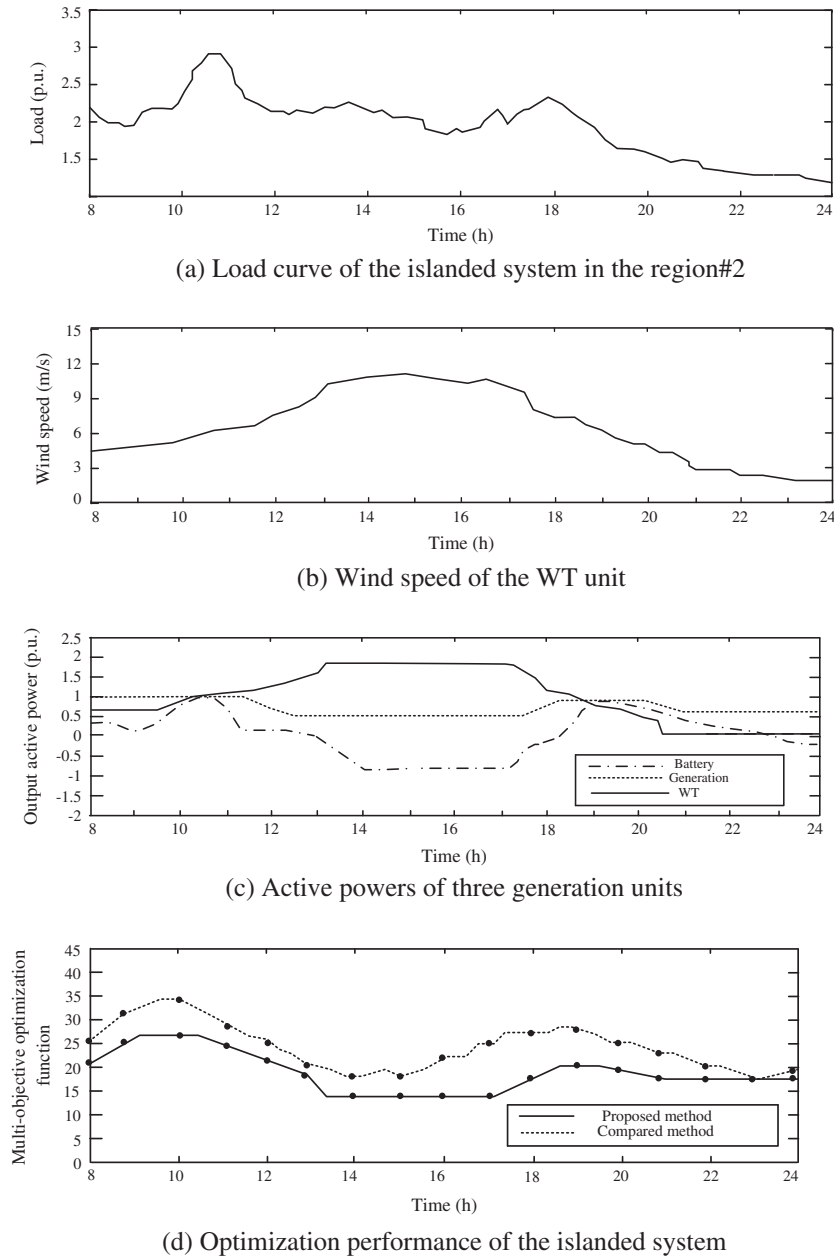 3.5
3
2.5
2
1.5
1
Load (p.u.)
8 10 12 14 16 18 20 22 24
Time (h)
(a) Load curve of the islanded system in the region#2
15
12
9
6
3
0
Wind speed (m/s)
8 10 12 14 16 18 20 22 24
Time (h)
(b) Wind speed of the WT unit
2.5
2
1.5
1
0.5
0
-0.5
-1
-1.5
-2
Output active power (p.u.)
Battery
Generation
WT
8 10 12 14 16 18 20 22 24
Time (h)
(c) Active powers of three generation units
45
40
35
30
25
20
15
10
5
0
Multi-objective optimization
function
Proposed method
Compared method
8 10 12 14 16 18 20 22 24
Time (h)
(d) Optimization performance of the islanded system